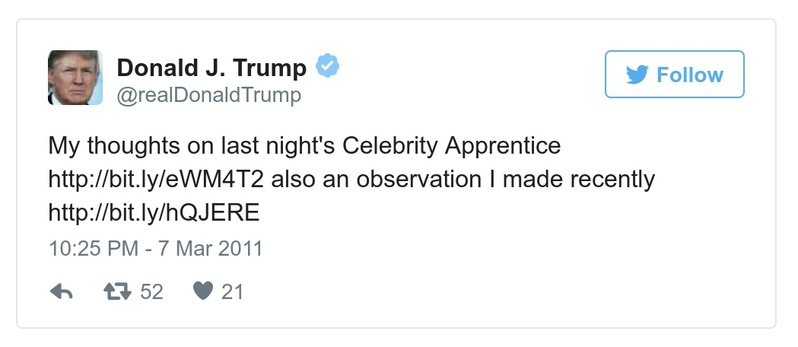 Donald J. Trump
Follow
@realDonaldTrump
My thoughts on last night's Celebrity Apprentice
http://bit.ly/eWM4T2 also an observation I made recently
http://bit.ly/hQJERE
10:25 PM - 7 Mar 2011
52 21